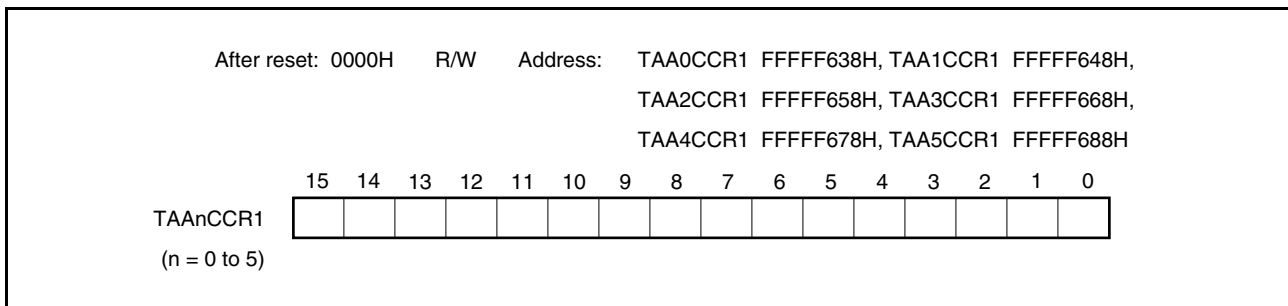 After reset: 0000H R/W Address: TAA0CCR1 FFFFF638H, TAA1CCR1 FFFFF648H,
TAA2CCR1 FFFFF658H, TAA3CCR1 FFFFF668H,
TAA4CCR1 FFFFF678H, TAA5CCR1 FFFFF688H
15 14 13 12 11 10 9 8 7 6 5 4 3 2 1 0
TAAnCCR1
(n = 0 to 5)